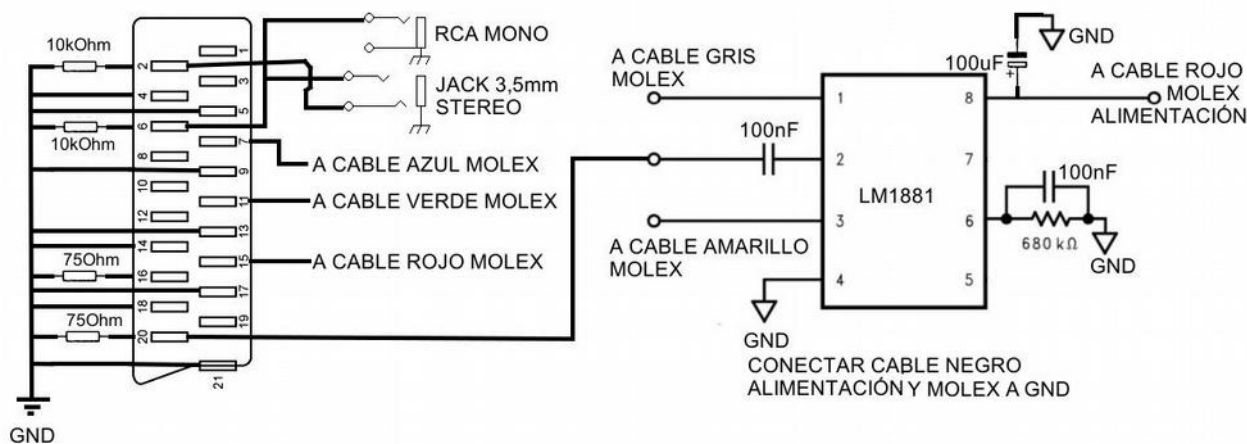 10kOhm
10kOhm
75Ohm
75Ohm
GND
1
2
3
4
5
6
7
8
9
10
11
12
13
14
15
16
17
18
19
20
21
RCA MONO
JACK 3,5mm
STEREO
A CABLE AZUL MOLEX
A CABLE VERDE MOLEX
A CABLE ROJO MOLEX
A CABLE GRIS
MOLEX
100nF
A CABLE AMARILLO
MOLEX
GND
1
2
3
4
LM1881
8
7
6
5
100uF
+
GND
A CABLE ROJO
MOLEX
ALIMENTACIÓN
100nF
680 kΩ
GND
CONECTAR CABLE NEGRO
ALIMENTACIÓN Y MOLEX A GND